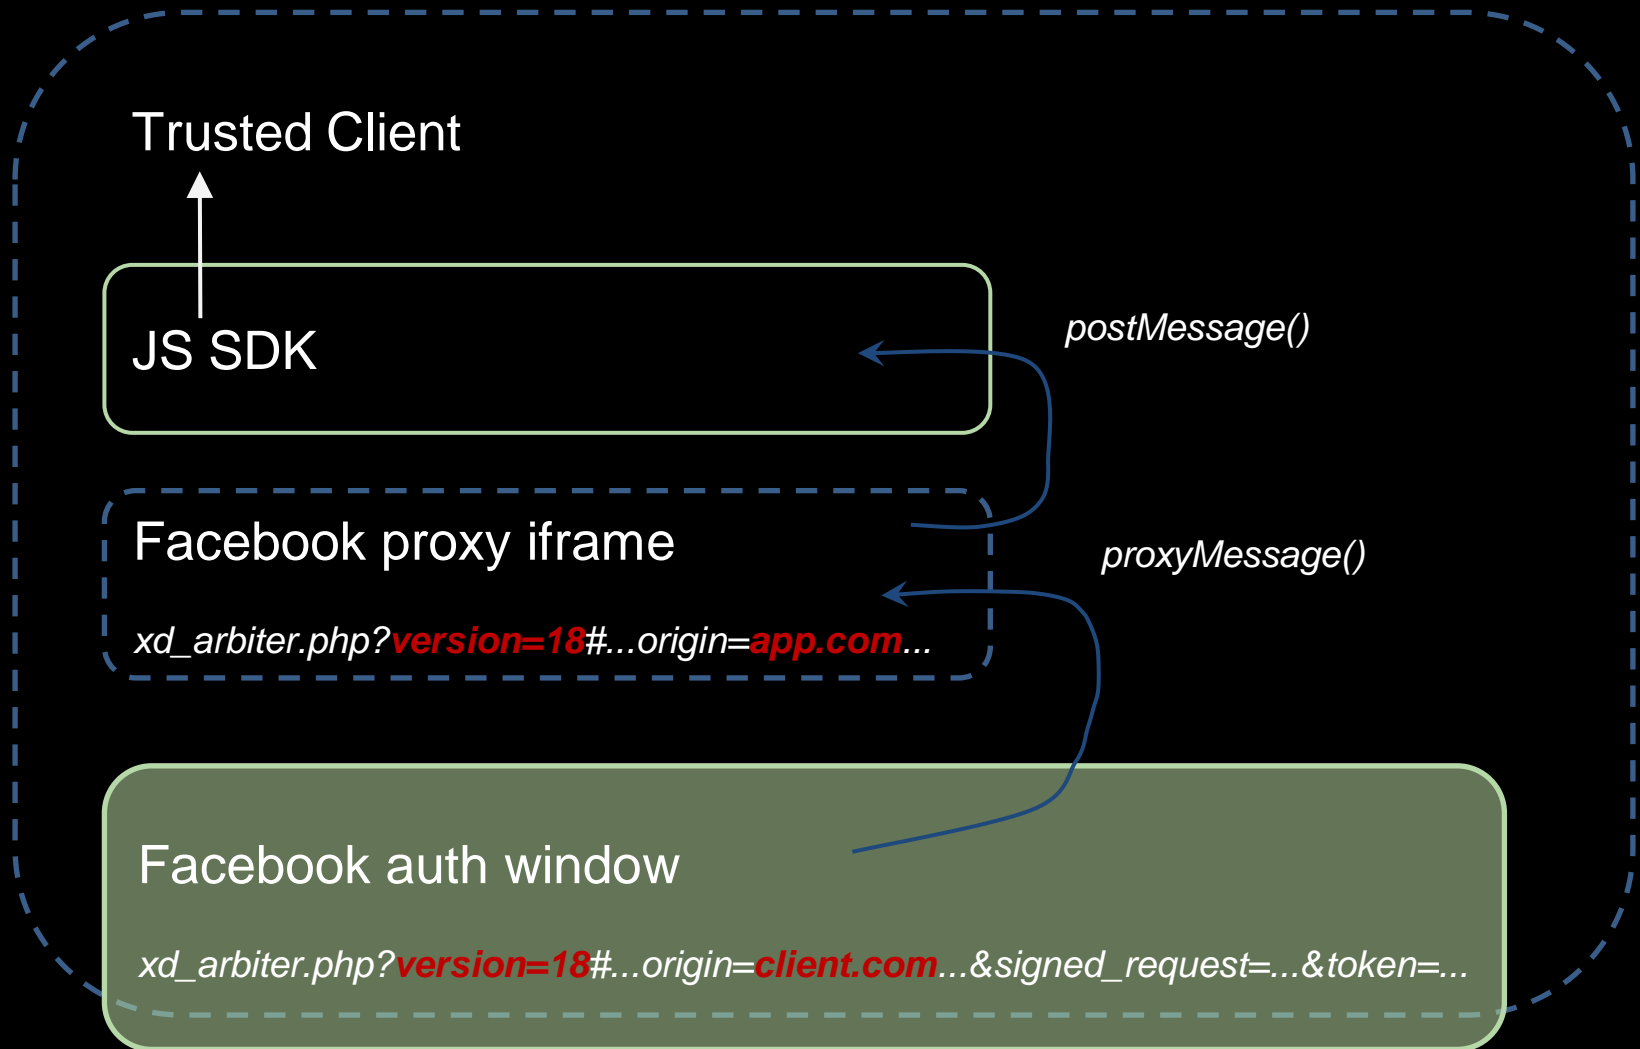 Trusted Client
JS SDK
postMessage()
Facebook proxy iframe
proxyMessage()
xd_arbiter.php?version=18#...origin=app.com...
Facebook auth window
xd_arbiter.php?version=18#...origin=client.com...&signed_request=...&token=...